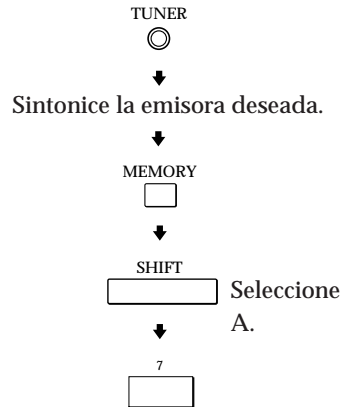 TUNER
Sintonice la emisora deseada.
MEMORY
SHIFT
Seleccione
A.
7